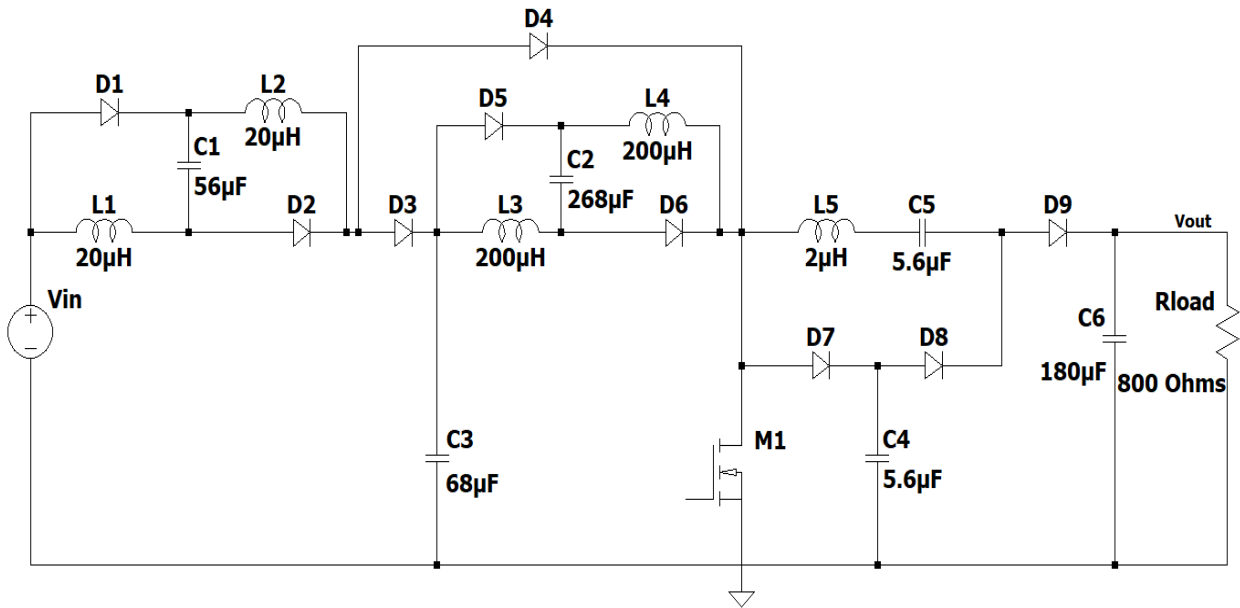 D4
D1
L2
20µH
D5
L4
200µH
C1
56µF
C2
268µF
L1
20µH
D2
D3
L3
200µH
D6
L5
2µH
C5
5.6µF
D9
Vout
Vin
D7
D8
C6
180µF
Rload
800 Ohms
C3
68µF
M1
C4
5.6µF